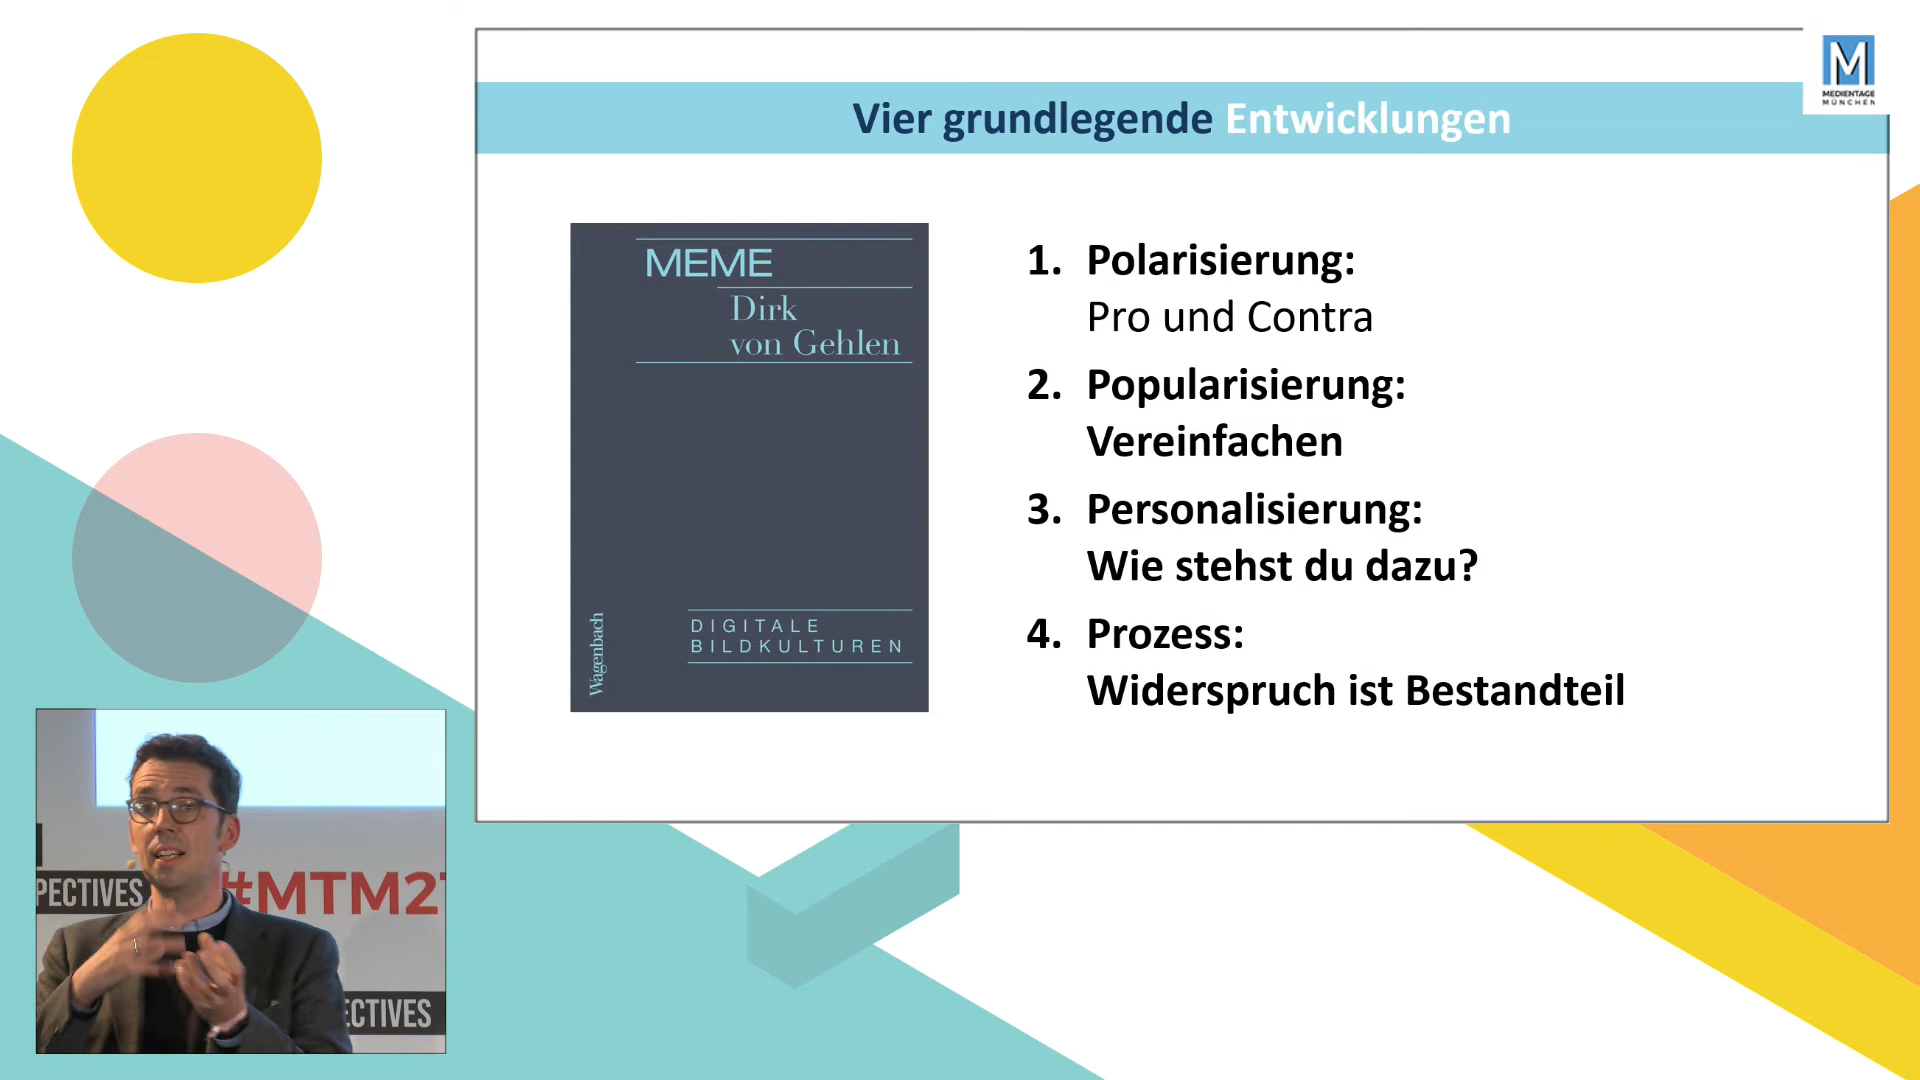 Vier grundlegende Entwicklungen
M
MEDIENTAGE
MÜNCHEN
MEME
Dirk
von Gehlen
Wagenbach
DIGITALE
BILDKULTUREN
1. Polarisierung:
Pro und Contra
2. Popularisierung:
Vereinfachen
3. Personalisierung:
Wie stehst du dazu?
4. Prozess:
Widerspruch ist Bestandteil
PECTIVES
#MTM2
ECTIVES